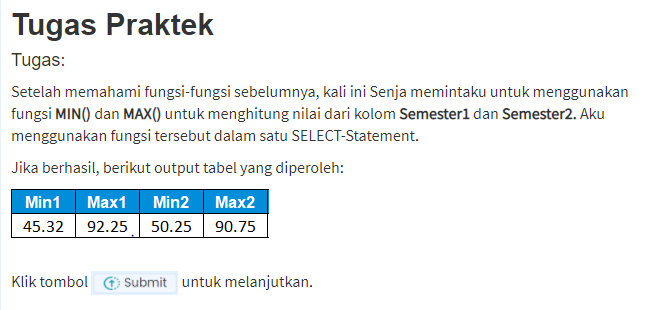 Tugas Praktek
Tugas:
Setelah memahami fungsi-fungsi sebelumnya, kali ini Senja memintaku untuk menggunakan
fungsi MIN() dan MAX() untuk menghitung nilai dari kolom Semester1 dan Semester2. Aku
menggunakan fungsi tersebut dalam satu SELECT-Statement.
Jika berhasil, berikut output tabel yang diperoleh:
Min1 Max1 Min2 Max2
45.32 92.25 50.25 90.75
Klik tombol Submit untuk melanjutkan.